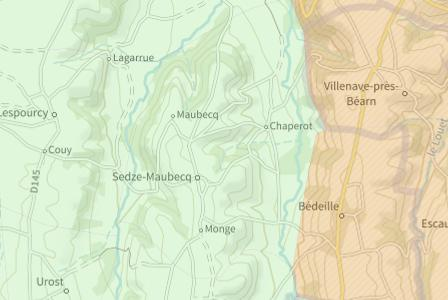 Lagarrue
Villenave-près-
Béarn
Lespourcy
Maubecq
Chaperot
le Louet
Couy
Sedze-Maubecq
D145
Bédeille
Monge
Escau
Urost